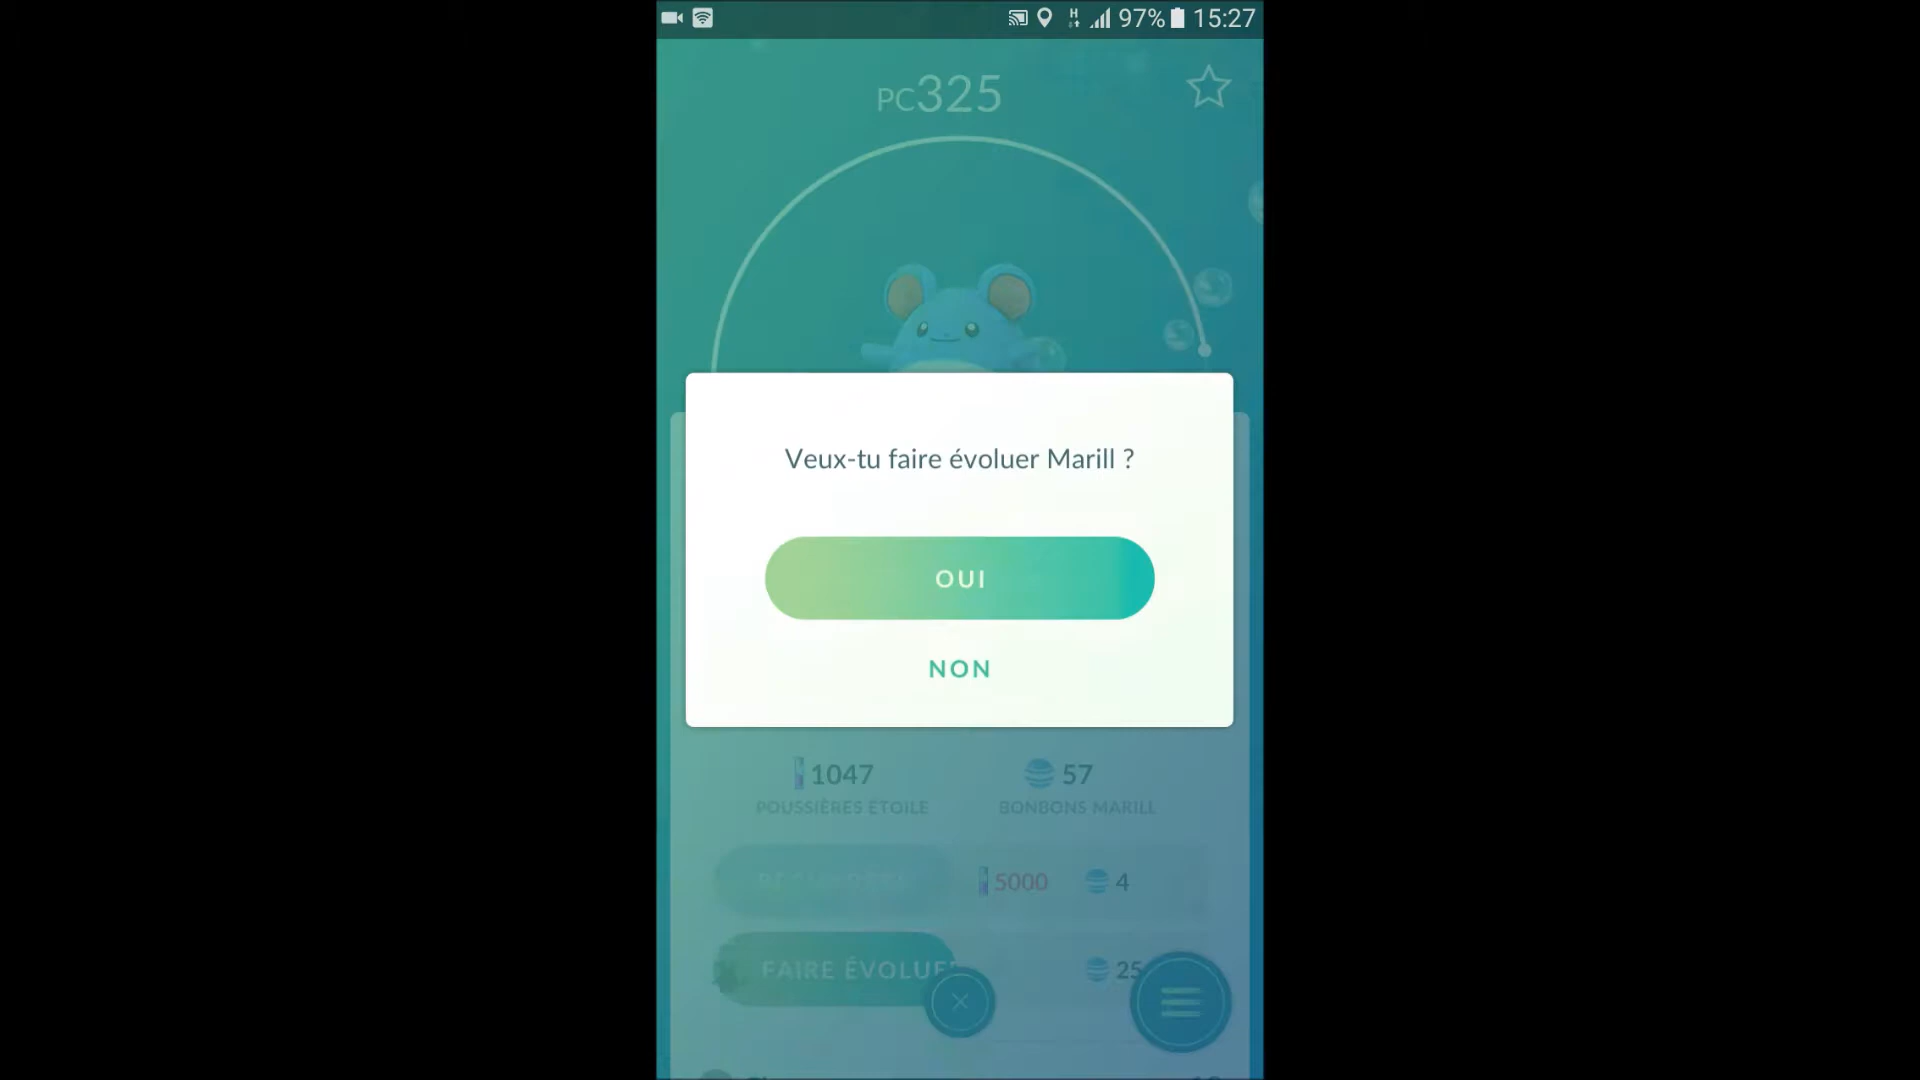 97% 15:27
PC325
Veux-tu faire évoluer Marill ?
OUI
NON
1047 57
POUSSIÈRES ÉTOILE BONBONS MARILL
5000 4
FAIRE ÉVOLUER 25